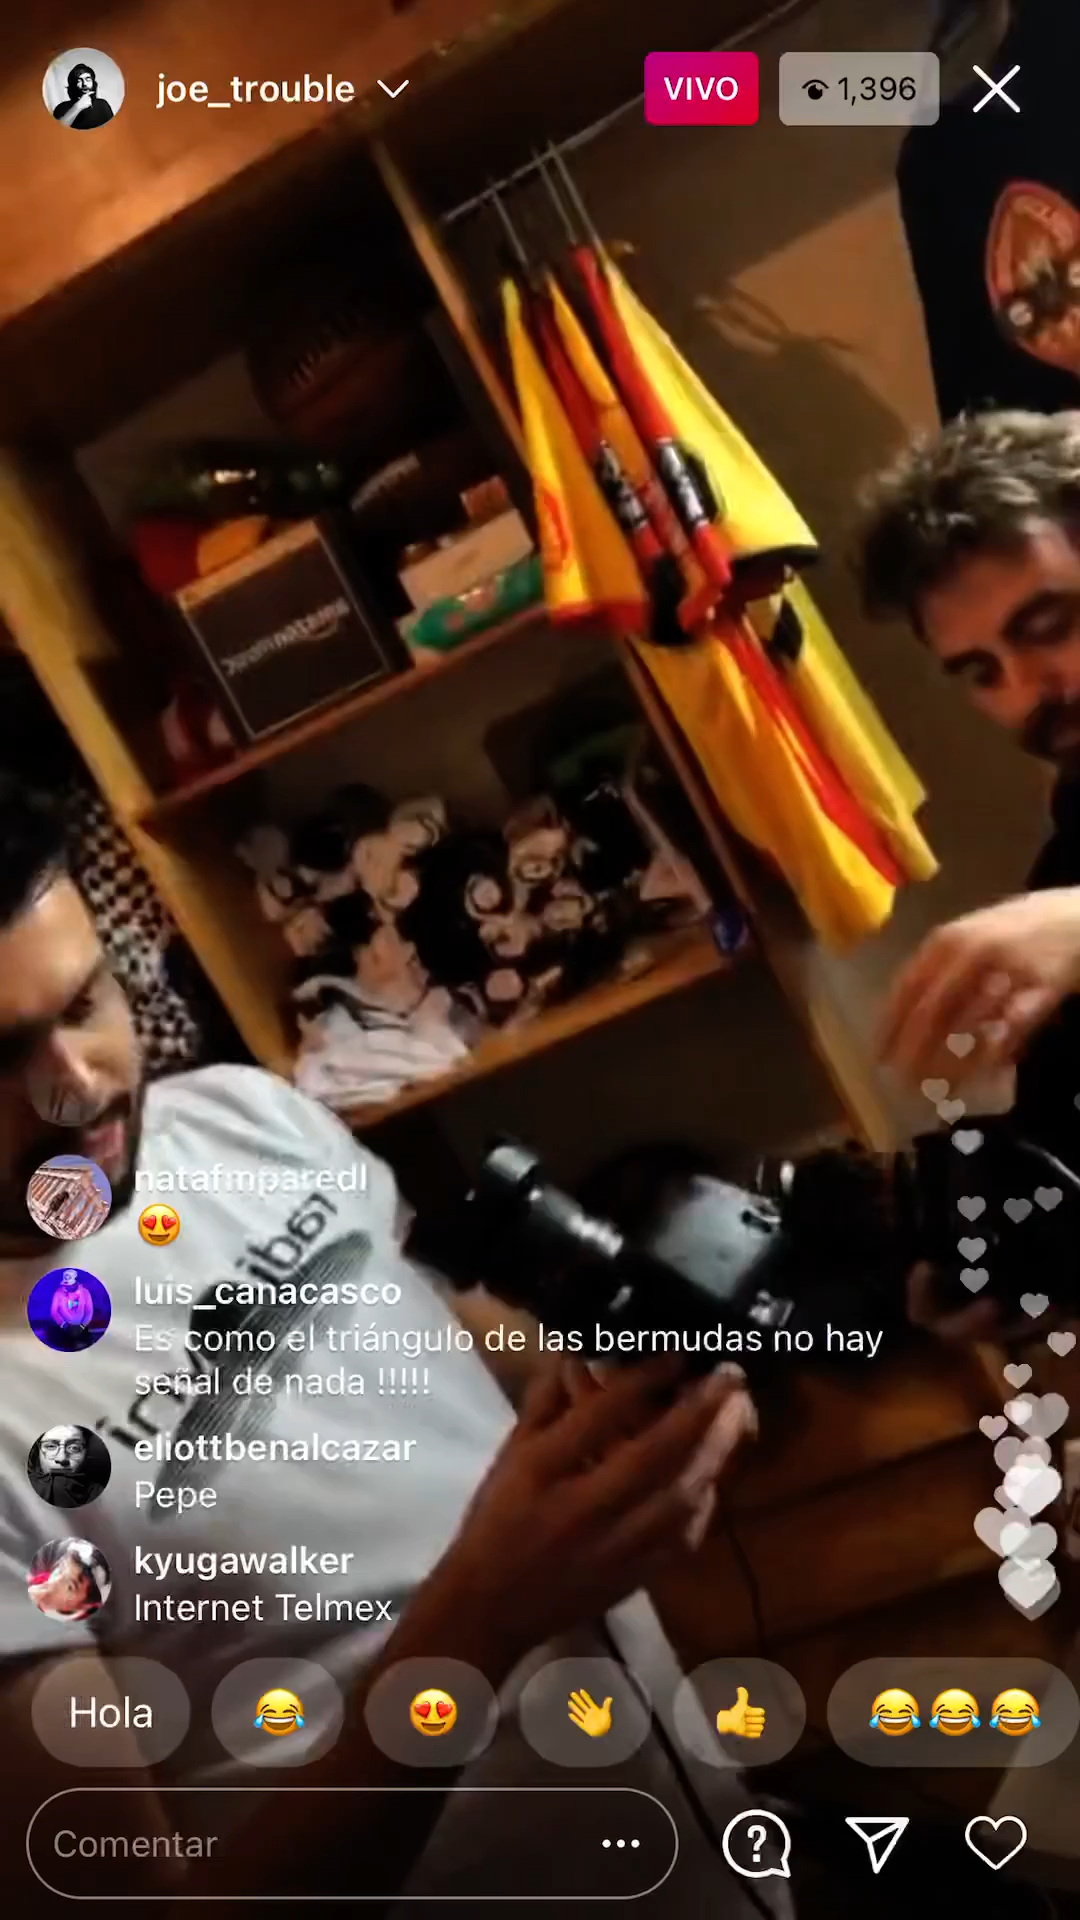 joe_trouble
VIVO
1,396
natafmparedl
😍
luis_canacasco
Es como el triángulo de las bermudas no hay
señal de nada !!!!!
eliottbenalcazar
Pepe
kyugawalker
Internet Telmex
Hola
😂
😍
👋
👍
😂😂😂
Comentar